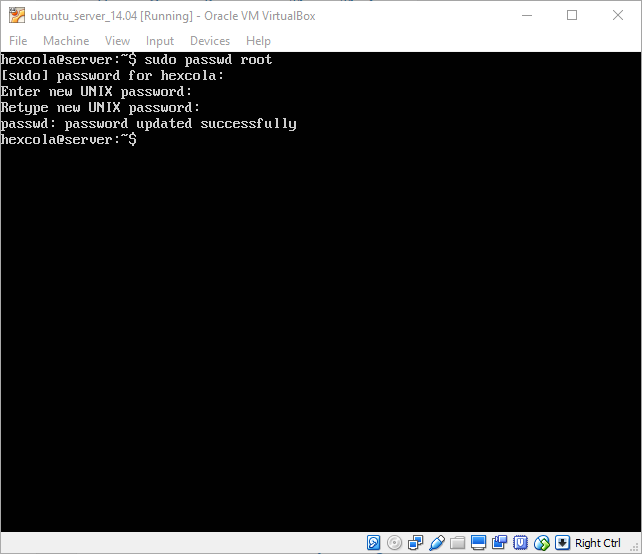 ubuntu_server_14.04 [Running] - Oracle VM VirtualBox
File Machine View Input Devices Help
hexcola@server:~$ sudo passwd root
[sudo] password for hexcola:
Enter new UNIX password:
Retype new UNIX password:
passwd: password updated successfully
hexcola@server:~$
Right Ctrl